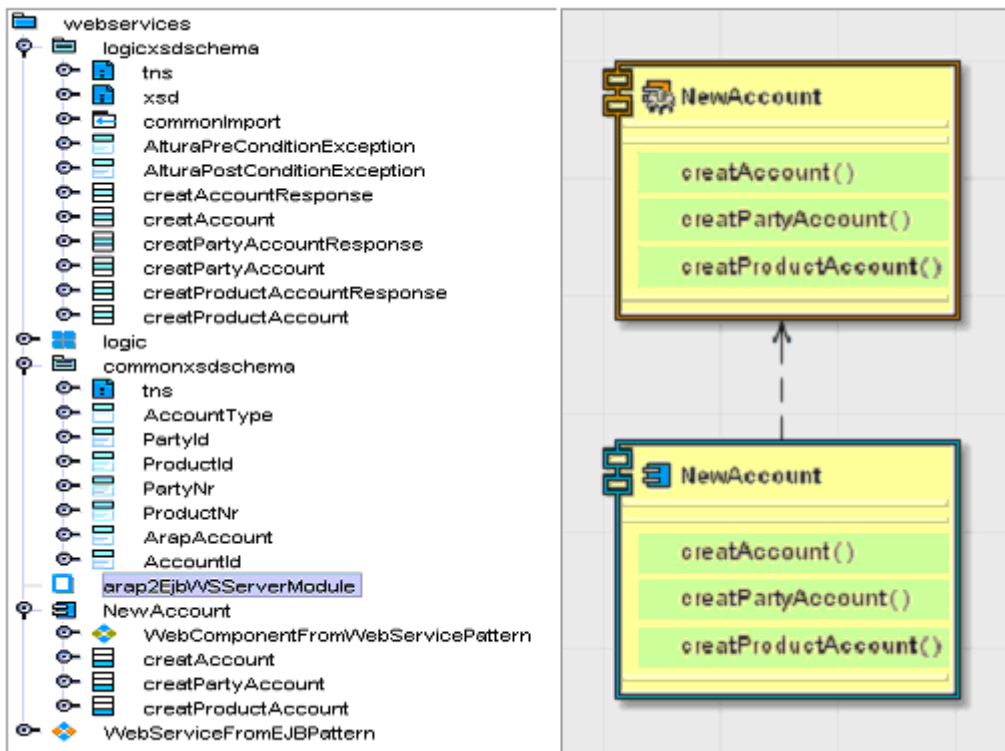 webservices
logicxsdschema
tns
xsd
commonImport
AlturaPreConditionException
AlturaPostConditionException
creatAccountResponse
creatAccount
creatPartyAccountResponse
creatPartyAccount
creatProductAccountResponse
creatProductAccount
logic
commonxsdschema
tns
AccountType
PartyId
ProductId
PartyNr
ProductNr
ArapAccount
AccountId
arap2EjbWSServerModule
NewAccount
WebComponentFromWebServicePattern
creatAccount
creatPartyAccount
creatProductAccount
WebServiceFromEJBPattern
NewAccount
creatAccount()
creatPartyAccount()
creatProductAccount()
NewAccount
creatAccount()
creatPartyAccount()
creatProductAccount()